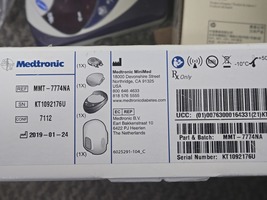 Medtronic
REF MMT-7774NA
SN KT1092176U
CONF 7112
2019-01-24
(1X)
(1X)
(1X)
(1X)
Medtronic MiniMed
18000 Devonshire Street
Northridge, CA 91325
USA
800 646 4633
818 576 5555
www.medtronicdiabetes.com
EC REP
Medtronic B.V.
Earl Bakkenstraat 10
6422 PJ Heerlen
The Netherlands
6025291-104_C
Rx Only
-10°C
UCC: (01)00763000164331(21)KT
Part & Batch: MMT-7774NA
Serial Number: KT1092176U